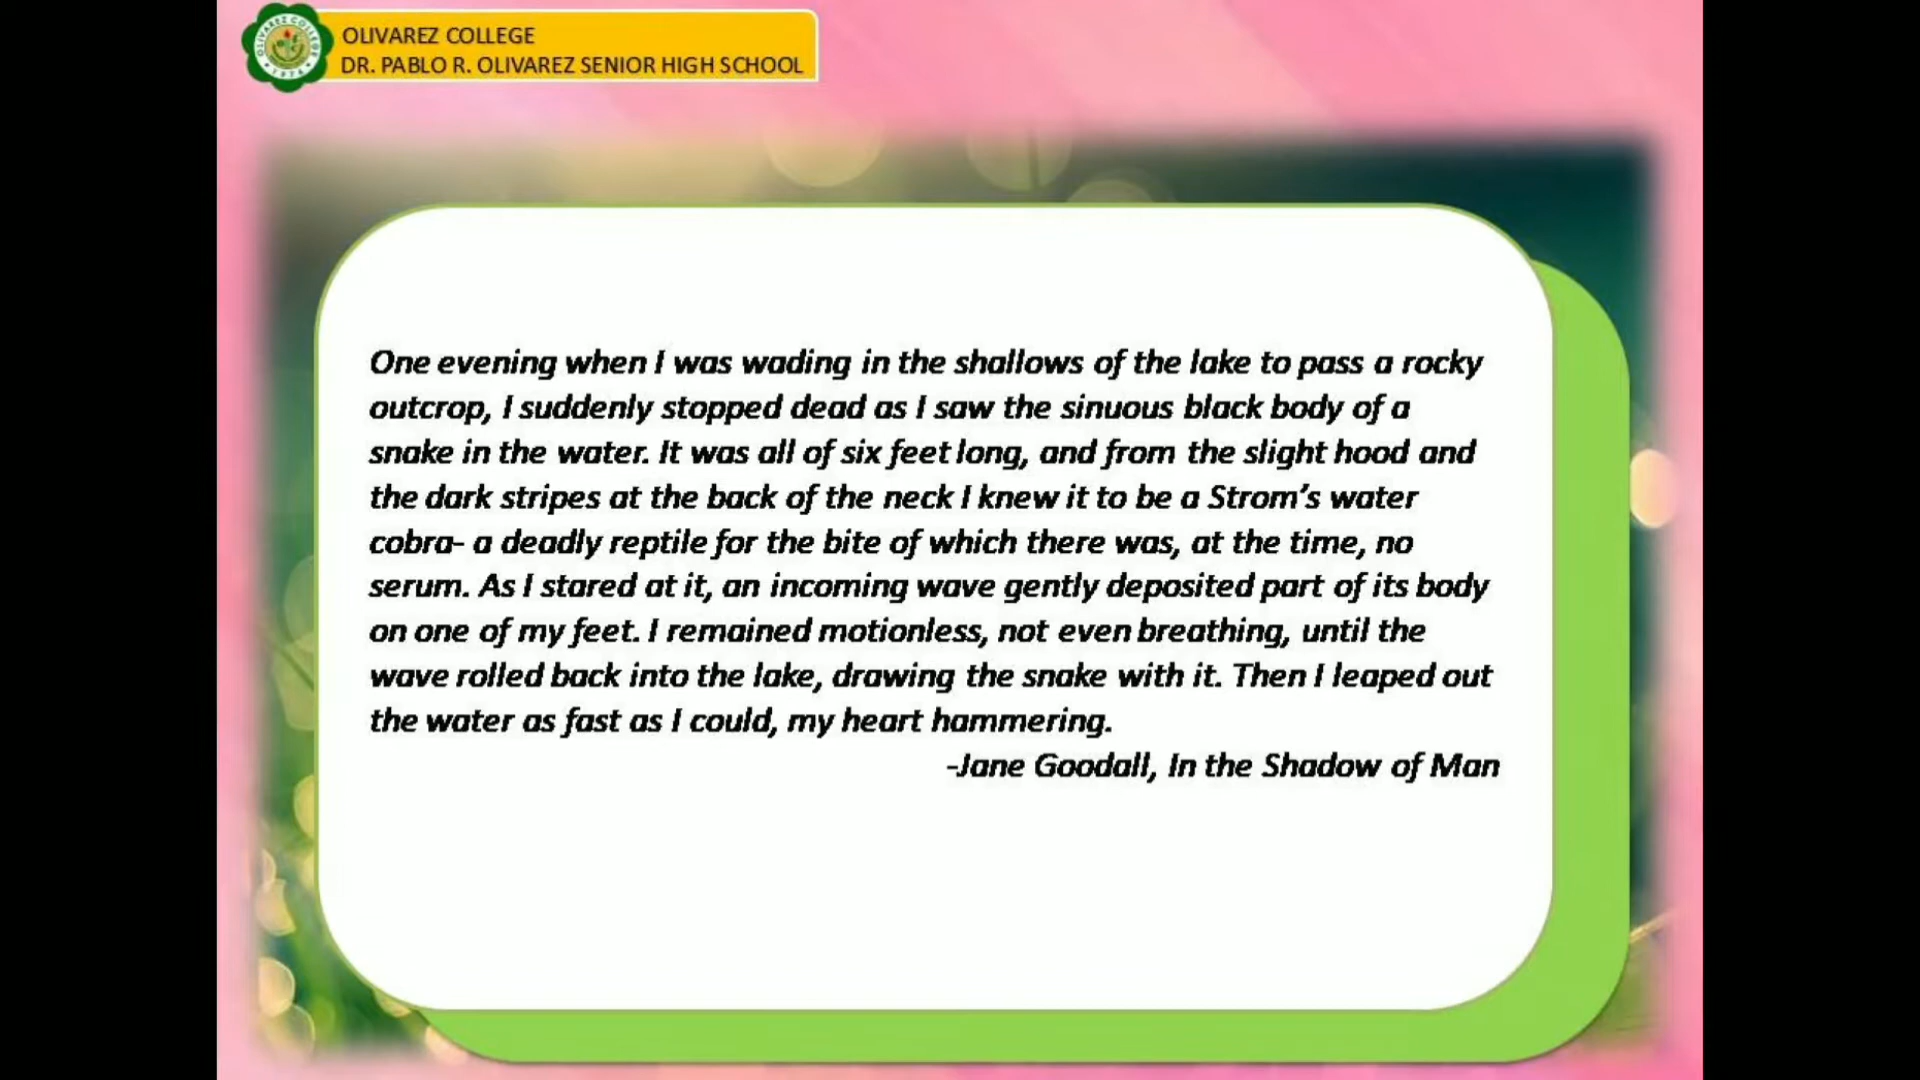 OLIVAREZ COLLEGE
DR. PABLO R. OLIVAREZ SENIOR HIGH SCHOOL
OLIVAREZ COLLEGE
1976
One evening when I was wading in the shallows of the lake to pass a rocky
outcrop, I suddenly stopped dead as I saw the sinuous black body of a
snake in the water. It was all of six feet long, and from the slight hood and
the dark stripes at the back of the neck I knew it to be a Strom’s water
cobra- a deadly reptile for the bite of which there was, at the time, no
serum. As I stared at it, an incoming wave gently deposited part of its body
on one of my feet. I remained motionless, not even breathing, until the
wave rolled back into the lake, drawing the snake with it. Then I leaped out
the water as fast as I could, my heart hammering.
-Jane Goodall, In the Shadow of Man